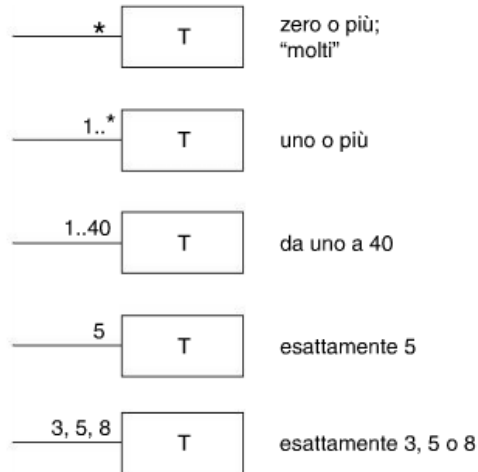 * T zero o più;
“molti”
1..* T uno o più
1..40 T da uno a 40
5 T esattamente 5
3, 5, 8 T esattamente 3, 5 o 8